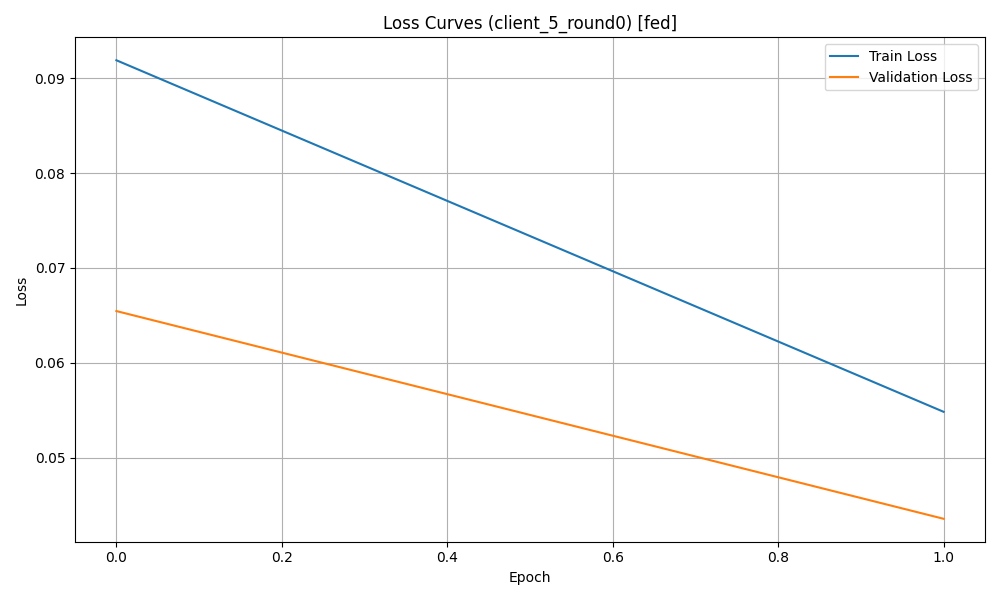 Loss Curves (client_5_round0) [fed]
Train Loss
Validation Loss
0.09
0.08
0.07
0.06
0.05
Loss
0.0
0.2
0.4
0.6
0.8
1.0
Epoch